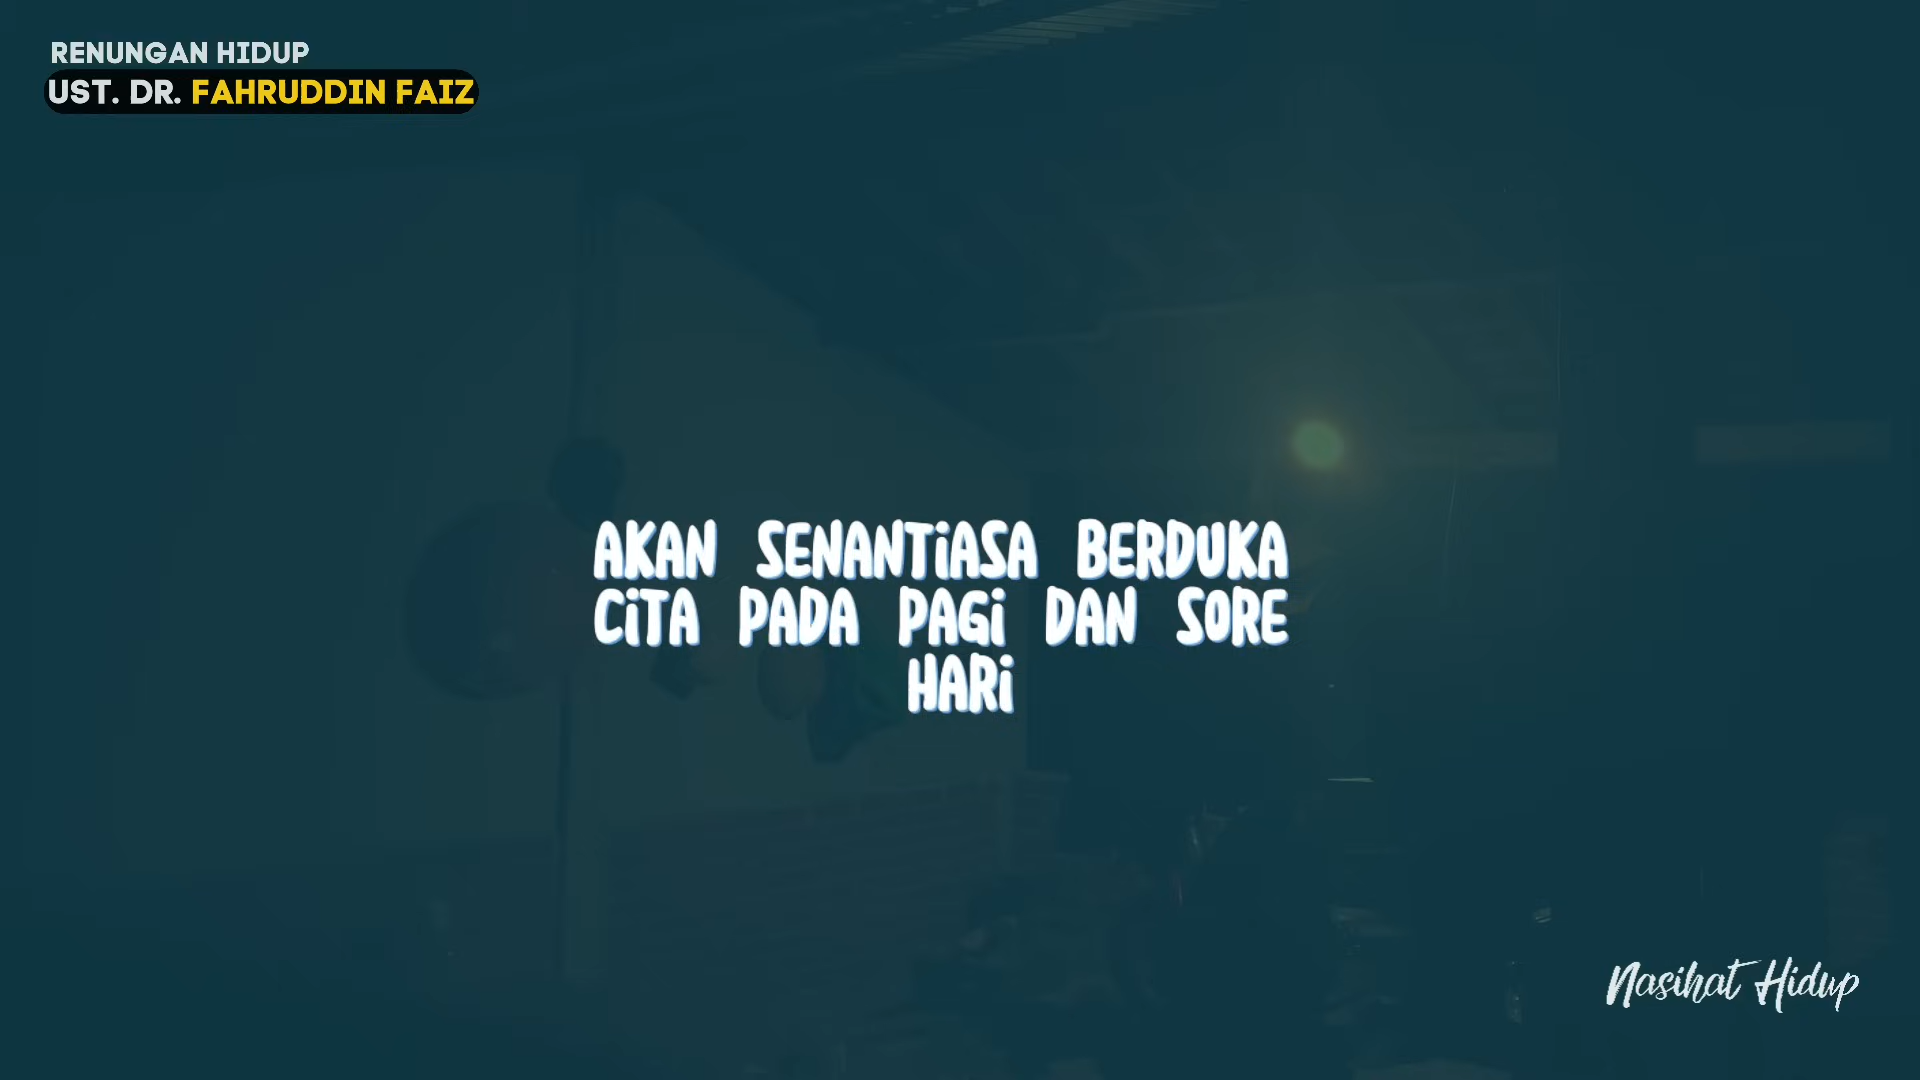 RENUNGAN HIDUP
UST. DR. FAHRUDDIN FAIZ
AKAN SENANTiASA BERDUKA
CiTA PADA PAGi DAN SORE
HARi
Nasihat Hidup